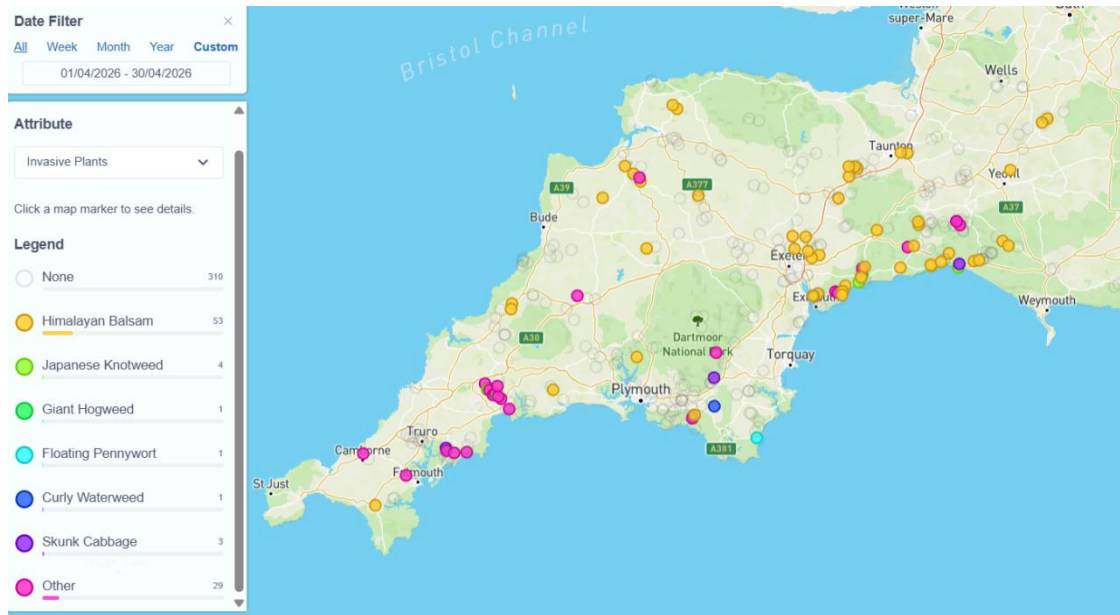 Date Filter ×
All Week Month Year Custom
01/04/2026 - 30/04/2026
Attribute
Invasive Plants
Click a map marker to see details.
Legend
None 310
Himalayan Balsam 53
Japanese Knotweed 4
Giant Hogweed 1
Floating Pennywort 1
Curly Waterweed 1
Skunk Cabbage 3
Other 29
Bristol Channel
super-Mare
Wells
Taunton
Yeovil
A39
A377
A37
Bude
Exeter
Exmouth
Weymouth
A30
Dartmoor
National Park
Torquay
Plymouth
A381
Truro
Camborne
Falmouth
St Just